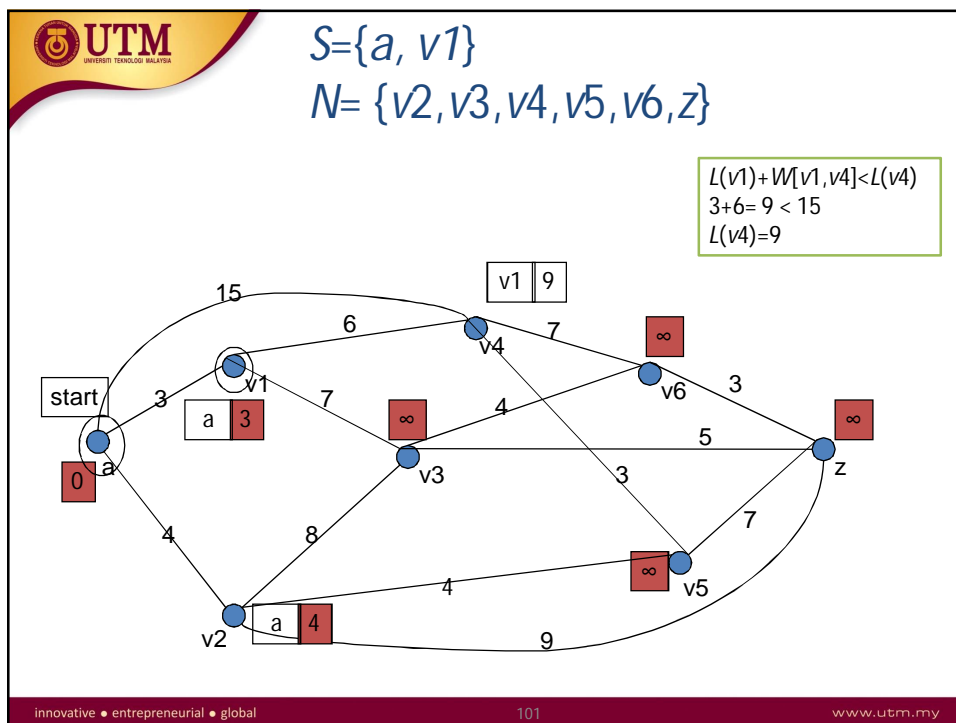 UTM
UNIVERSITI TEKNOLOGI MALAYSIA
S={a, v1}
N= {v2,v3,v4,v5,v6,z}
L(v1)+W[v1,v4]<L(v4)
3+6= 9 < 15
L(v4)=9
v1 9
15
6
v4
7
∞
v1
v6
3
start
3
7
4
a 3
∞
5
∞
a
v3
z
0
3
4
8
7
∞
v5
4
v2
a 4
9
innovative ● entrepreneurial ● global
101
www.utm.my